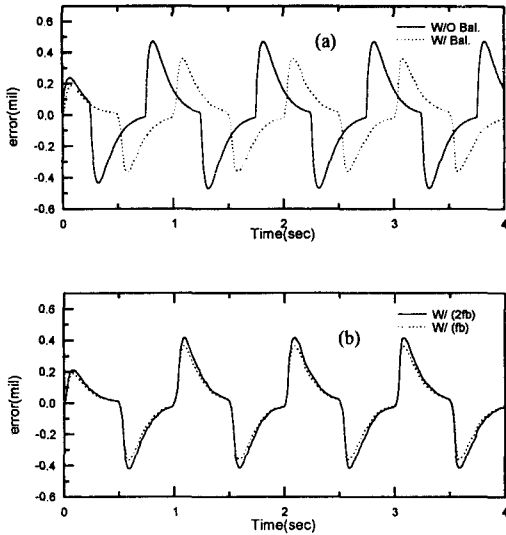 (a)
W/O Bal.
W/ Bal.
error(mil)
0.6
0.4
0.2
0.0
-0.2
-0.4
-0.6
0 1 2 3 4
Time(sec)
(b)
W/ (2fb)
W/ (fb)
error(mil)
0.6
0.4
0.2
0.0
-0.2
-0.4
-0.6
0 1 2 3 4
Time(sec)